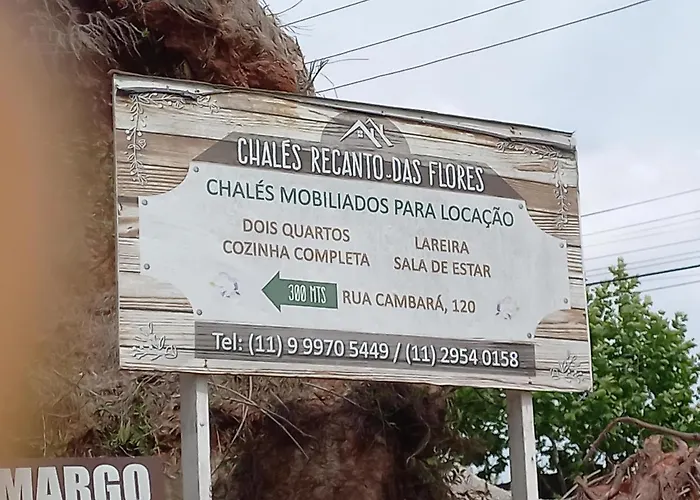 CHALÉS RECANTO DAS FLORES
CHALÉS MOBILIADOS PARA LOCAÇÃO
DOIS QUARTOS
COZINHA COMPLETA
LAREIRA
SALA DE ESTAR
300 MTS
RUA CAMBARÁ, 120
Tel: (11) 9 9970 5449 / (11) 2954 0158
MARGO